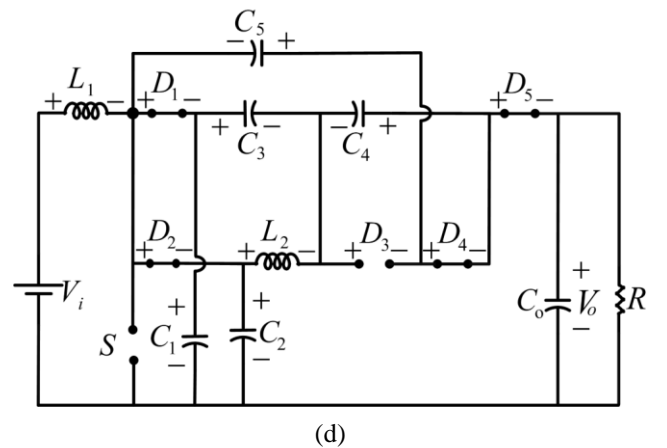 C5
− +
L1 D1 D5
+ − + − + − − + + −
C3 C4
D2 L2 D3 D4
+ − + − + − + −
Vi S + C1 − + C2 − Co + Vo − R
(d)